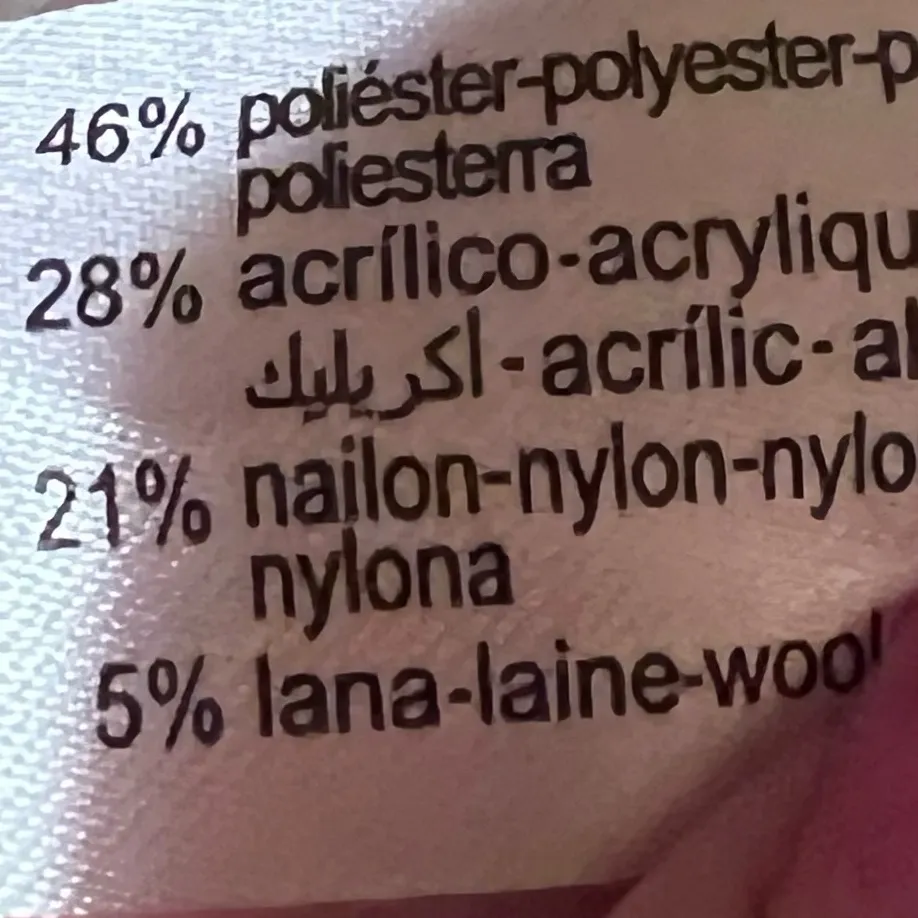 46% poliéster-polyester-p
poliesterra
28% acrílico-acryliqu
اكريليك - acrílic- al
21% nailon-nylon-nylo
nylona
5% lana-laine-wool